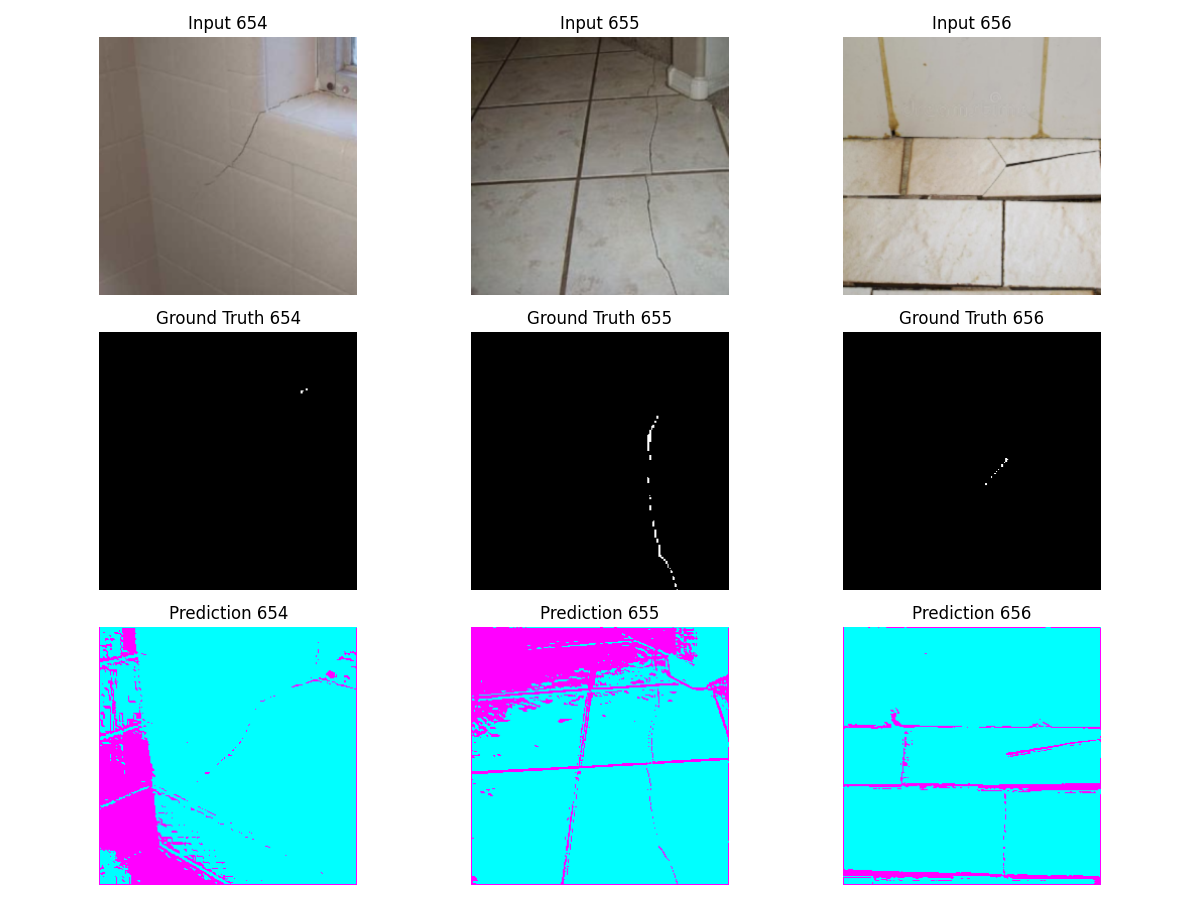 Input 654
Input 655
Input 656
Ground Truth 654
Ground Truth 655
Ground Truth 656
Prediction 654
Prediction 655
Prediction 656